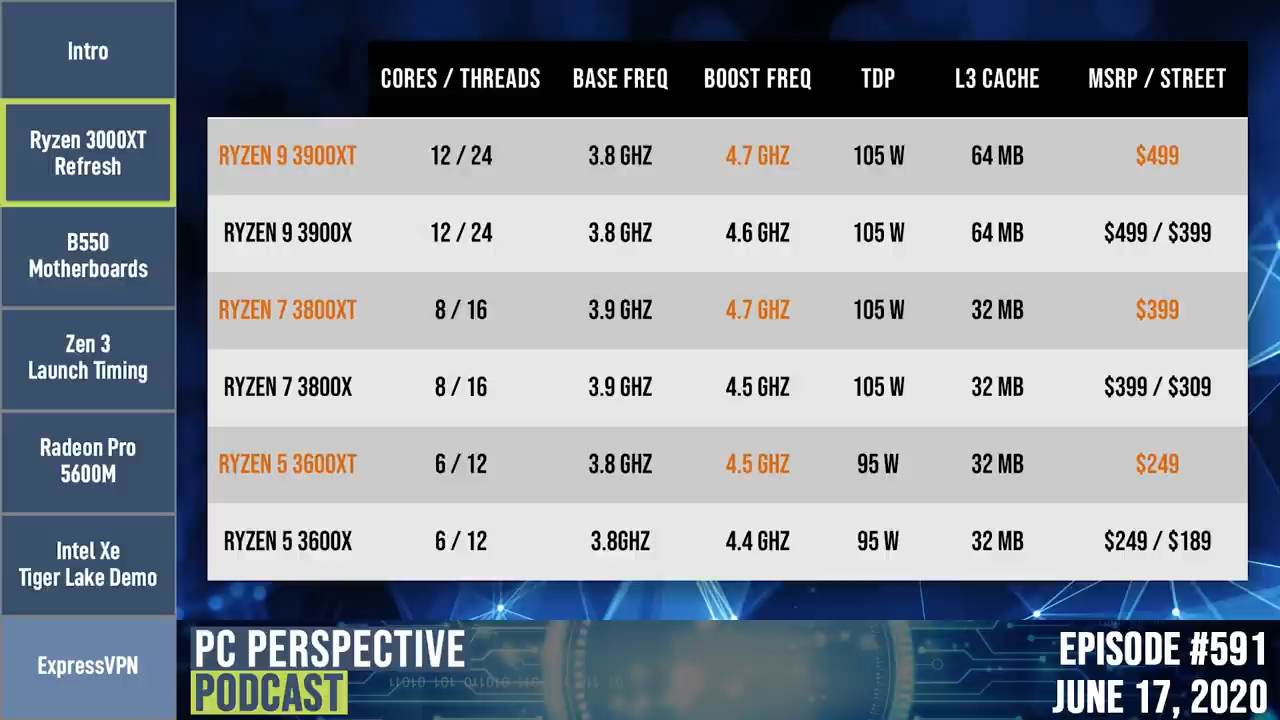 Intro
Ryzen 3000XT
Refresh
B550
Motherboards
Zen 3
Launch Timing
Radeon Pro
5600M
Intel Xe
Tiger Lake Demo
ExpressVPN
CORES / THREADS BASE FREQ BOOST FREQ TDP L3 CACHE MSRP / STREET
RYZEN 9 3900XT 12 / 24 3.8 GHZ 4.7 GHZ 105 W 64 MB $499
RYZEN 9 3900X 12 / 24 3.8 GHZ 4.6 GHZ 105 W 64 MB $499 / $399
RYZEN 7 3800XT 8 / 16 3.9 GHZ 4.7 GHZ 105 W 32 MB $399
RYZEN 7 3800X 8 / 16 3.9 GHZ 4.5 GHZ 105 W 32 MB $399 / $309
RYZEN 5 3600XT 6 / 12 3.8 GHZ 4.5 GHZ 95 W 32 MB $249
RYZEN 5 3600X 6 / 12 3.8GHZ 4.4 GHZ 95 W 32 MB $249 / $189
PC PERSPECTIVE
PODCAST
EPISODE #591
JUNE 17, 2020